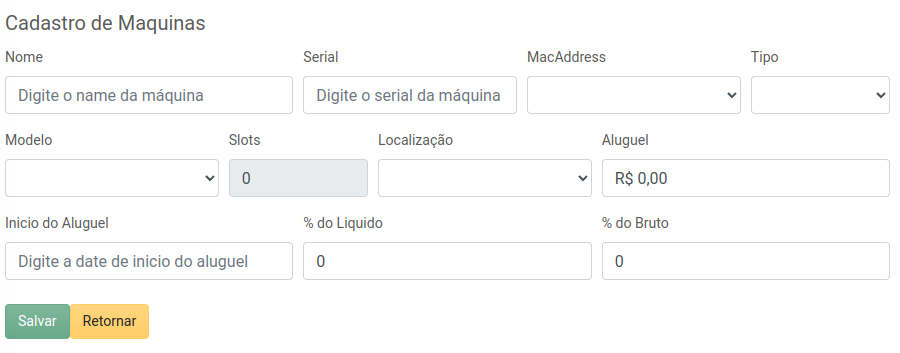 Cadastro de Maquinas
Nome Serial MacAddress Tipo
Digite o name da máquina Digite o serial da máquina
Modelo Slots Localização Aluguel
0 R$ 0,00
Inicio do Aluguel % do Liquido % do Bruto
Digite a date de inicio do aluguel 0 0
Salvar Retornar